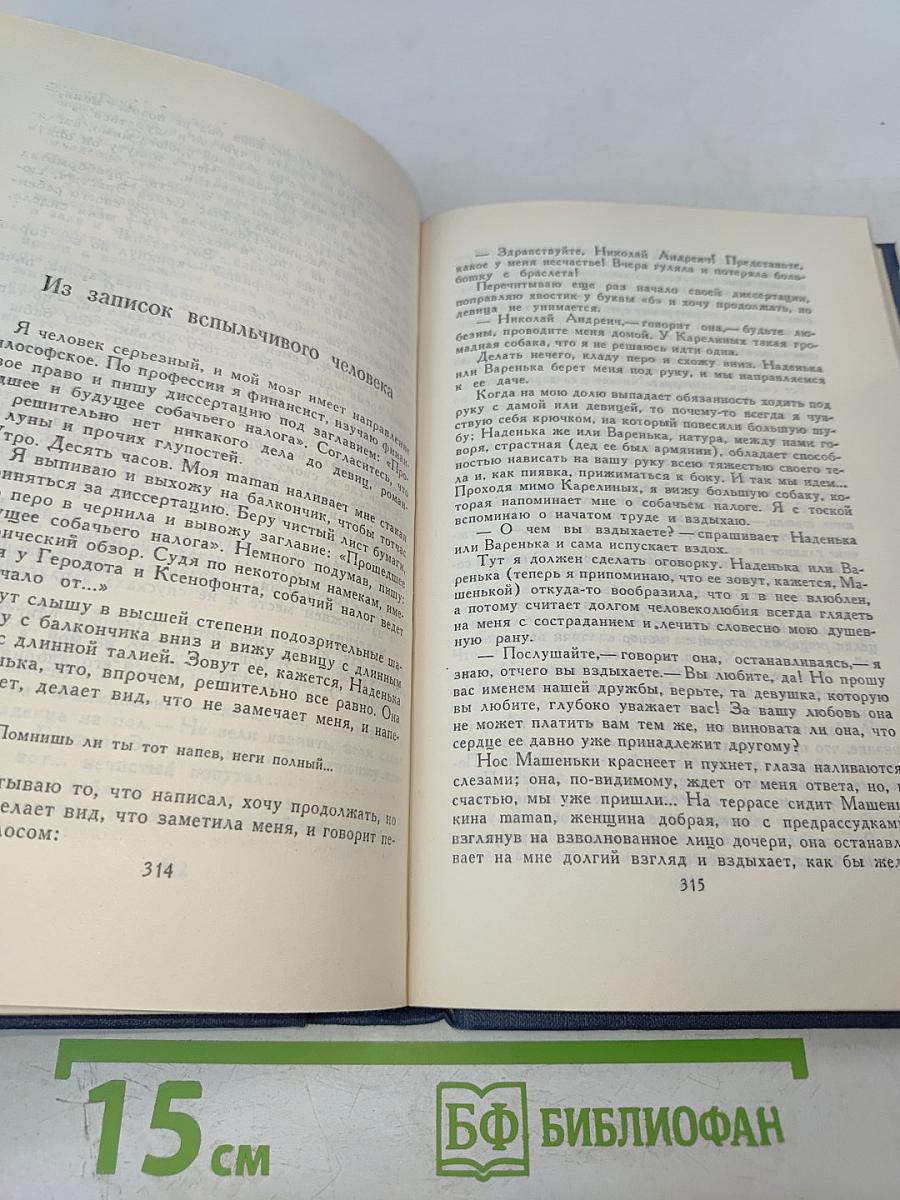 Из записок вспыльчивого человека
Я человек серьезный, и мой мозг имеет направление
философское. По профессии я финансист, изучаю финан-
вое право и пишу диссертацию под заглавием: «Про-
дшее и будущее собачьего налога». Согласитесь, что
решительно нет никакого дела до девиц, роман-
луны и прочих глупостей.
Утро. Десять часов. Моя maman наливает мне стакан
Я выпиваю и выхожу на балкончик, чтобы тотчас
риняться за диссертацию. Беру чистый лист бумаги,
перо в чернила и вывожу заглавие: «Прошедшее
ущее собачьего налога». Немного подумав, пишу:
рический обзор. Судя по некоторым намекам, име-
я у Геродота и Ксенофонта, собачий налог ведет
чало от...»
ут слышу в высшей степени подозрительные ша-
у с балкончика вниз и вижу девицу с длинным
с длинной талией. Зовут ее, кажется, Наденька
нька, что, впрочем, решительно все равно. Она
ет, делает вид, что не замечает меня, и напе-
Помнишь ли ты тот напев, неги полный...
тываю то, что написал, хочу продолжать, но
делает вид, что заметила меня, и говорит пе-
лосом:
314
— Здравствуйте, Николай Андреич! Представьте,
какое у меня несчастье! Вчера гуляла и потеряла боль-
ботку с браслета!
Перечитываю еще раз начало своей диссертации,
поправляю хвостик у буквы «б» и хочу продолжать, но
девица не унимается.
— Николай Андреич,— говорит она,— будьте лю-
безны, проводите меня домой. У Карелиных такая гро-
мадная собака, что я не решаюсь идти одна.
Делать нечего, кладу перо и схожу вниз. Наденька
или Варенька берет меня под руку, и мы направляемся
к ее даче.
Когда на мою долю выпадает обязанность ходить под
руку с дамой или девицей, то почему-то всегда я чув-
ствую себя крючком, на который повесили большую шу-
бу; Наденька же или Варенька, натура, между нами го-
воря, страстная (дед ее был армянин), обладает способ-
ностью нависать на вашу руку всею тяжестью своего те-
ла и, как пиявка, прижиматься к боку. И так мы идем...
Проходя мимо Карелиных, я вижу большую собаку, ко-
торая напоминает мне о собачьем налоге. Я с тоской
вспоминаю о начатом труде и вздыхаю.
— О чем вы вздыхаете? — спрашивает Наденька
или Варенька и сама испускает вздох.
Тут я должен сделать оговорку. Наденька или Ва-
ренька (теперь я припоминаю, что ее зовут, кажется, Ма-
шенькой) откуда-то вообразила, что я в нее влюблен,
а потому считает долгом человеколюбия всегда глядеть
на меня с состраданием и лечить словесно мою душев-
ную рану.
— Послушайте,— говорит она, останавливаясь,— я
знаю, отчего вы вздыхаете.— Вы любите, да! Но прошу
вас именем нашей дружбы, верьте, та девушка, которую
вы любите, глубоко уважает вас! За вашу любовь она
не может платить вам тем же, но виновата ли она, что
сердце ее давно уже принадлежит другому?
Нос Машеньки краснеет и пухнет, глаза наливаются
слезами; она, по-видимому, ждет от меня ответа, но, к
счастью, мы уже пришли... На террасе сидит Машень-
кина maman, женщина добрая, но с предрассудками
взглянув на взволнованное лицо дочери, она останавл
вает на мне долгий взгляд и вздыхает, как бы жел
315
15 см
БФ БИБЛИОФАН